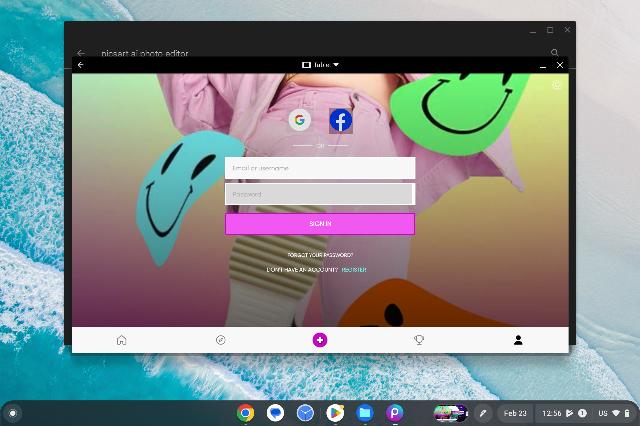 picsart ai photo editor
Tablet
OR
Email or username
Password
SIGN IN
FORGOT YOUR PASSWORD?
DON'T HAVE AN ACCOUNT? REGISTER
Feb 23
12:56
US